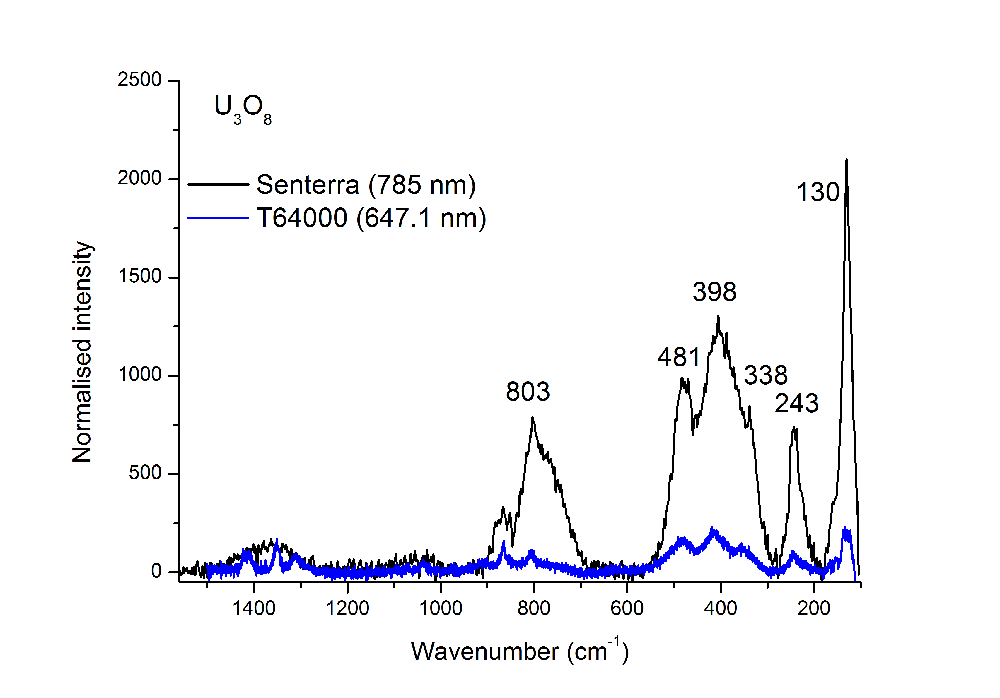 U₃O₈
Senterra (785 nm)
T64000 (647.1 nm)
Normalised intensity
2500
2000
1500
1000
500
0
130
398
481
338
243
803
1400 1200 1000 800 600 400 200
Wavenumber (cm⁻¹)